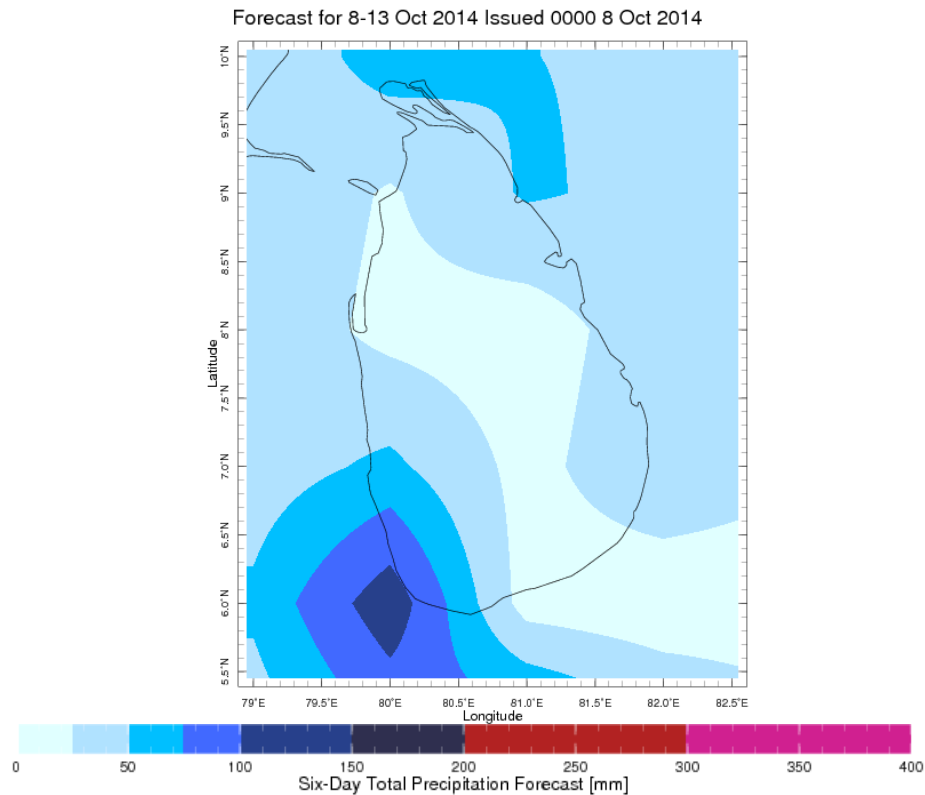 Forecast for 8-13 Oct 2014 Issued 0000 8 Oct 2014
10°N
9.5°N
9°N
8.5°N
8°N
7.5°N
7.0°N
6.5°N
6.0°N
5.5°N
Latitude
79°E 79.5°E 80°E 80.5°E 81.0°E 81.5°E 82.0°E 82.5°E
Longitude
0 50 100 150 200 250 300 350 400
Six-Day Total Precipitation Forecast [mm]